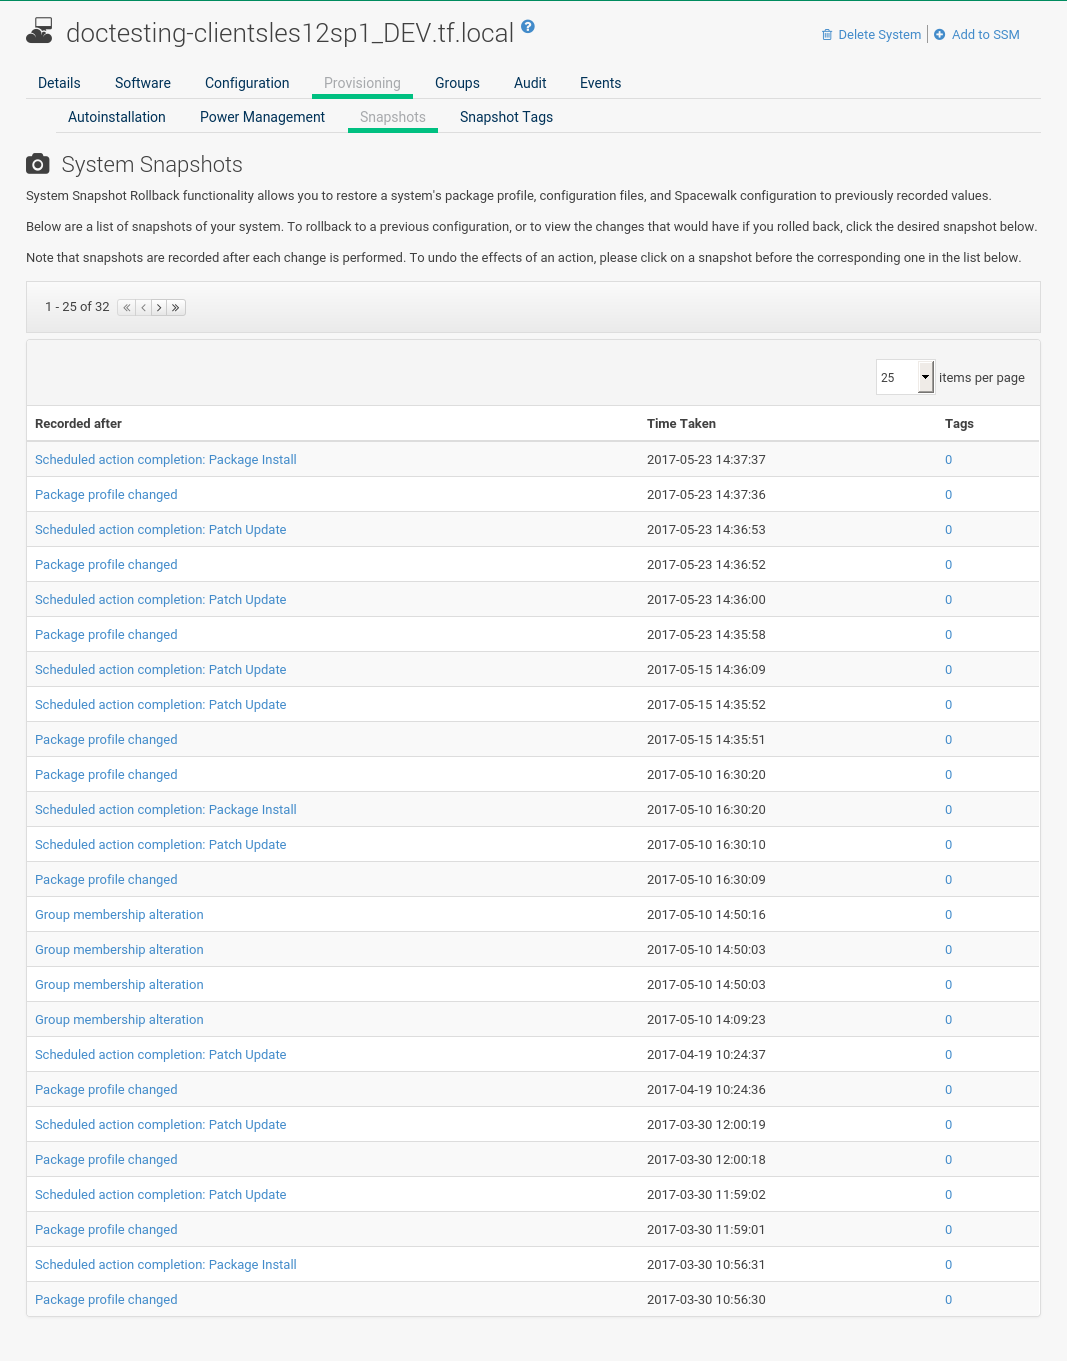 doctesting-clientsles12sp1_DEV.tf.local
Delete System | Add to SSM
Details Software Configuration Provisioning Groups Audit Events
Autoinstallation Power Management Snapshots Snapshot Tags
System Snapshots
System Snapshot Rollback functionality allows you to restore a system's package profile, configuration files, and Spacewalk configuration to previously recorded values.
Below are a list of snapshots of your system. To rollback to a previous configuration, or to view the changes that would have if you rolled back, click the desired snapshot below.
Note that snapshots are recorded after each change is performed. To undo the effects of an action, please click on a snapshot before the corresponding one in the list below.
1 - 25 of 32
25 items per page
Recorded after Time Taken Tags
Scheduled action completion: Package Install 2017-05-23 14:37:37 0
Package profile changed 2017-05-23 14:37:36 0
Scheduled action completion: Patch Update 2017-05-23 14:36:53 0
Package profile changed 2017-05-23 14:36:52 0
Scheduled action completion: Patch Update 2017-05-23 14:36:00 0
Package profile changed 2017-05-23 14:35:58 0
Scheduled action completion: Patch Update 2017-05-15 14:36:09 0
Scheduled action completion: Patch Update 2017-05-15 14:35:52 0
Package profile changed 2017-05-15 14:35:51 0
Package profile changed 2017-05-10 16:30:20 0
Scheduled action completion: Package Install 2017-05-10 16:30:20 0
Scheduled action completion: Patch Update 2017-05-10 16:30:10 0
Package profile changed 2017-05-10 16:30:09 0
Group membership alteration 2017-05-10 14:50:16 0
Group membership alteration 2017-05-10 14:50:03 0
Group membership alteration 2017-05-10 14:50:03 0
Group membership alteration 2017-05-10 14:09:23 0
Scheduled action completion: Patch Update 2017-04-19 10:24:37 0
Package profile changed 2017-04-19 10:24:36 0
Scheduled action completion: Patch Update 2017-03-30 12:00:19 0
Package profile changed 2017-03-30 12:00:18 0
Scheduled action completion: Patch Update 2017-03-30 11:59:02 0
Package profile changed 2017-03-30 11:59:01 0
Scheduled action completion: Package Install 2017-03-30 10:56:31 0
Package profile changed 2017-03-30 10:56:30 0